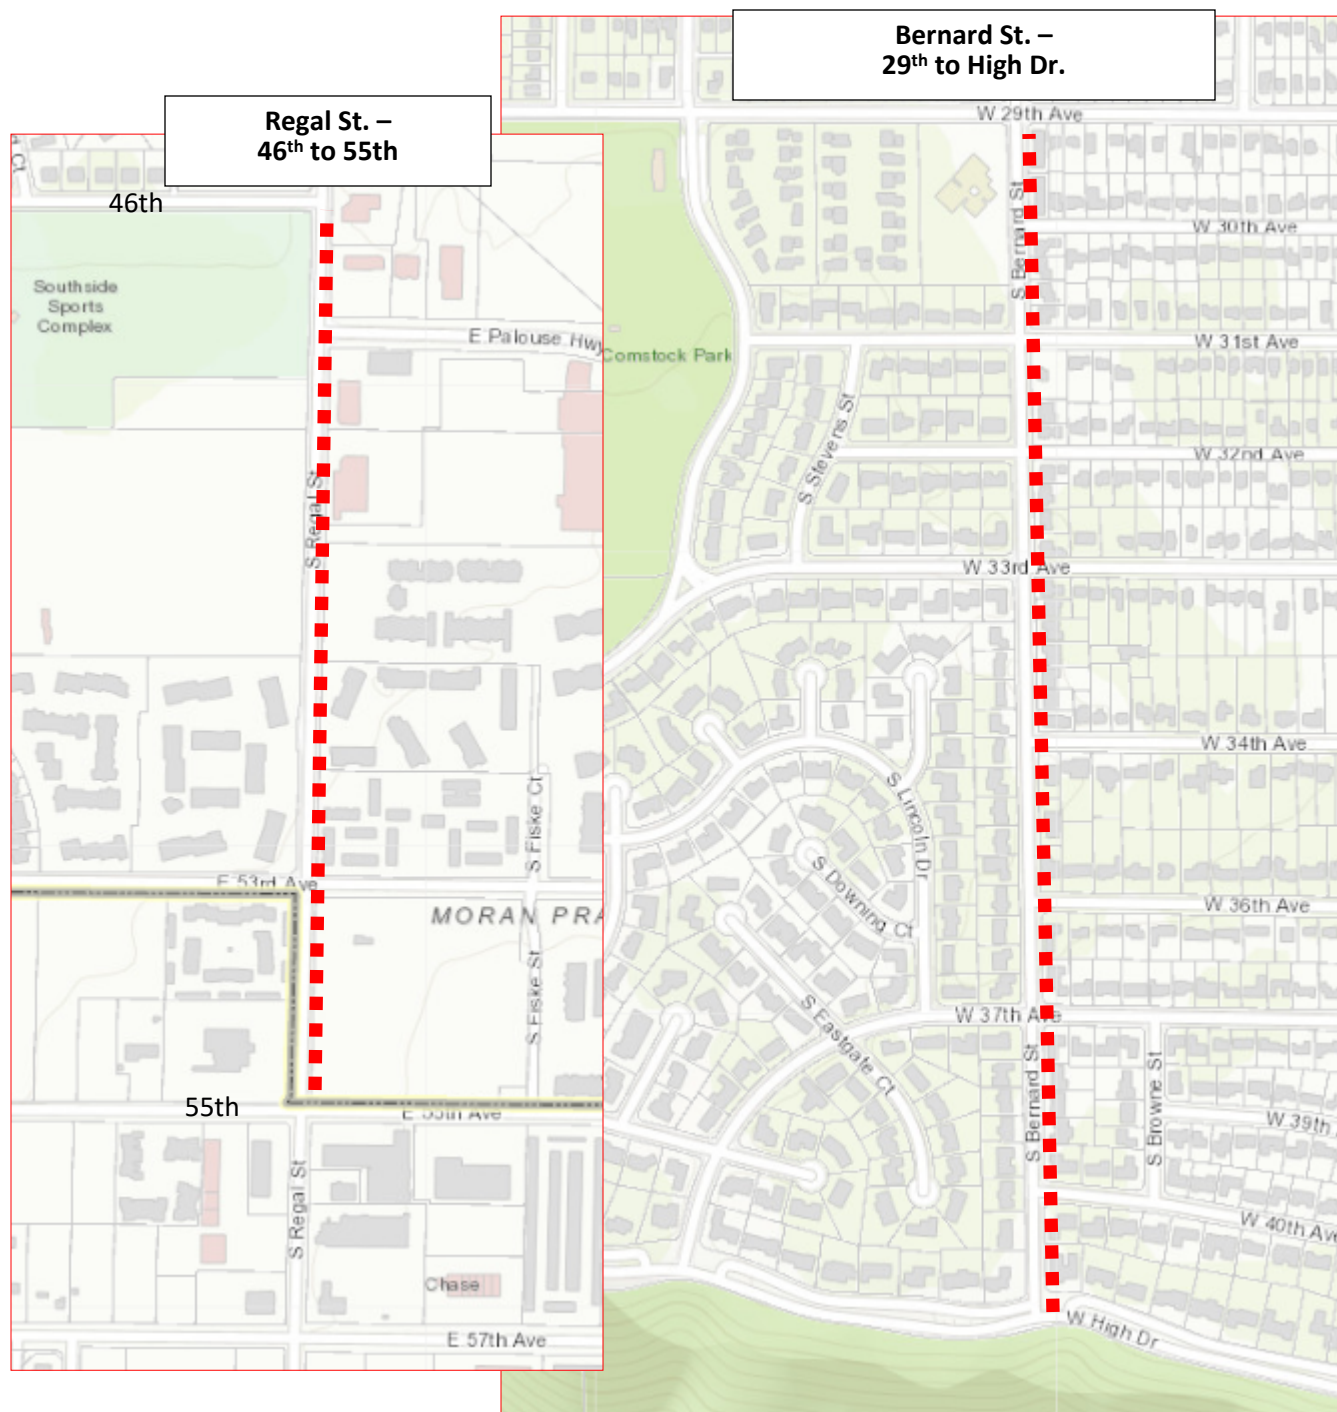 Bernard St. –
29th to High Dr.
Regal St. –
46th to 55th
W 29th Ave
46th
S Bernard St
W 30th Ave
Southside
Sports
Complex
E Palouse Hwy
Comstock Park
W 31st Ave
S Stevens St
W 32nd Ave
S Regal St
W 33rd Ave
W 34th Ave
S Lincoln Dr
S Fiske Ct
E 53rd Ave
S Downing Ct
W 36th Ave
MORAN PRA
S Fiske St
S Eastgate Ct
W 37th Ave
S Bernard St
S Browne St
55th
E 55th Ave
W 39th
S Regal St
W 40th Ave
Chase
W High Dr
E 57th Ave